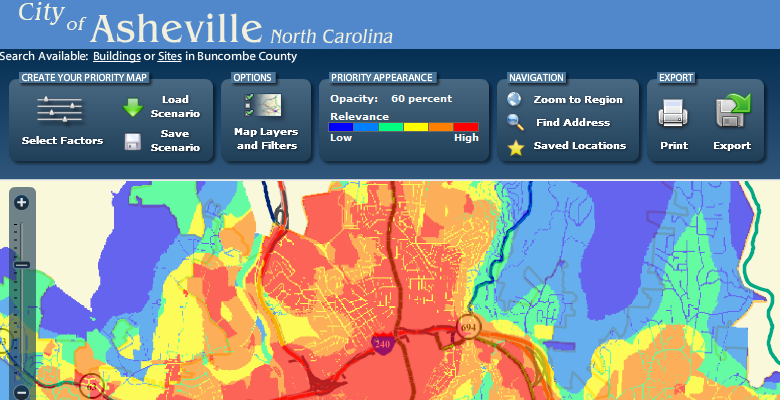 City of Asheville North Carolina
Search Available: Buildings or Sites in Buncombe County
CREATE YOUR PRIORITY MAP
Select Factors
Load
Scenario
Save
Scenario
OPTIONS
Map Layers
and Filters
PRIORITY APPEARANCE
Opacity: 60 percent
Relevance
Low High
NAVIGATION
Zoom to Region
Find Address
Saved Locations
EXPORT
Print Export
694
240
63